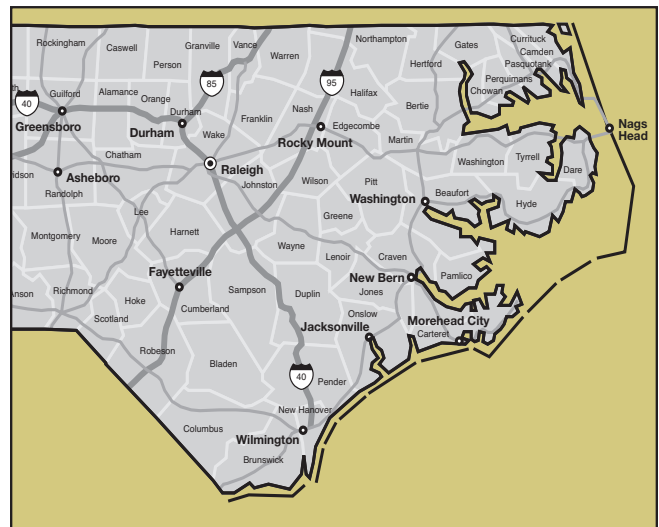 Rockingham
Caswell
Person
Granville
Vance
Warren
Northampton
Gates
Currituck
Camden
Pasquotank
Perquimans
Chowan
Hertford
Bertie
Halifax
40
Guilford
Greensboro
Alamance
Orange
85
Durham
Durham
Wake
Franklin
Nash
95
Edgecombe
Rocky Mount
Martin
Nags
Head
Washington
Tyrrell
Dare
Chatham
Raleigh
Johnston
idson
Asheboro
Randolph
Wilson
Pitt
Greene
Washington
Beaufort
Hyde
Lee
Harnett
Montgomery
Moore
Wayne
Lenoir
Craven
Pamlico
Fayetteville
New Bern
Jones
Sampson
Duplin
nson
Richmond
Hoke
Scotland
Cumberland
Onslow
Jacksonville
Morehead City
Carteret
Robeson
Bladen
40
Pender
New Hanover
Columbus
Wilmington
Brunswick